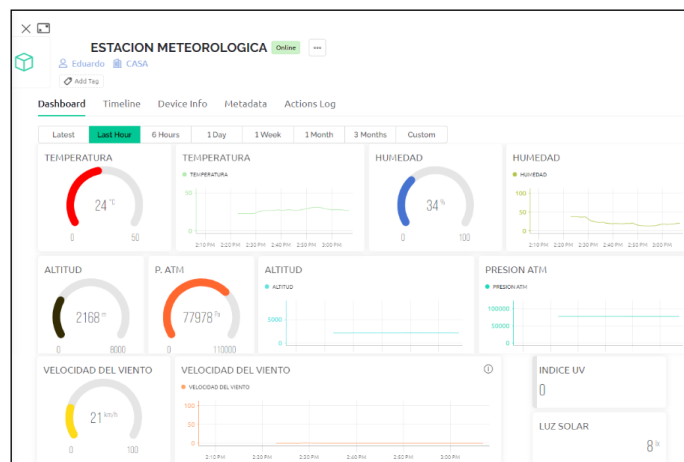 ESTACION METEOROLOGICA Online ...
Eduardo CASA
Add Tag
Dashboard Timeline Device Info Metadata Actions Log
Latest Last Hour 6 Hours 1 Day 1 Week 1 Month 3 Months Custom
TEMPERATURA
24 °C
0 50
TEMPERATURA
TEMPERATURA
50
0
2:10 PM 2:20 PM 2:30 PM 2:40 PM 2:50 PM 3:00 PM
HUMEDAD
34 %
0 100
HUMEDAD
HUMEDAD
100
50
0
2:10 PM 2:20 PM 2:30 PM 2:40 PM 2:50 PM 3:00 PM
ALTITUD
2168 m
0 8000
P. ATM
77978 Pa
0 110000
ALTITUD
ALTITUD
5000
0
PRESION ATM
PRESION ATM
100000
50000
0
VELOCIDAD DEL VIENTO
21 km/h
0 100
VELOCIDAD DEL VIENTO
VELOCIDAD DEL VIENTO
100
50
0
2:10 PM 2:20 PM 2:30 PM 2:40 PM 2:50 PM 3:00 PM
INDICE UV
0
LUZ SOLAR
8 lx